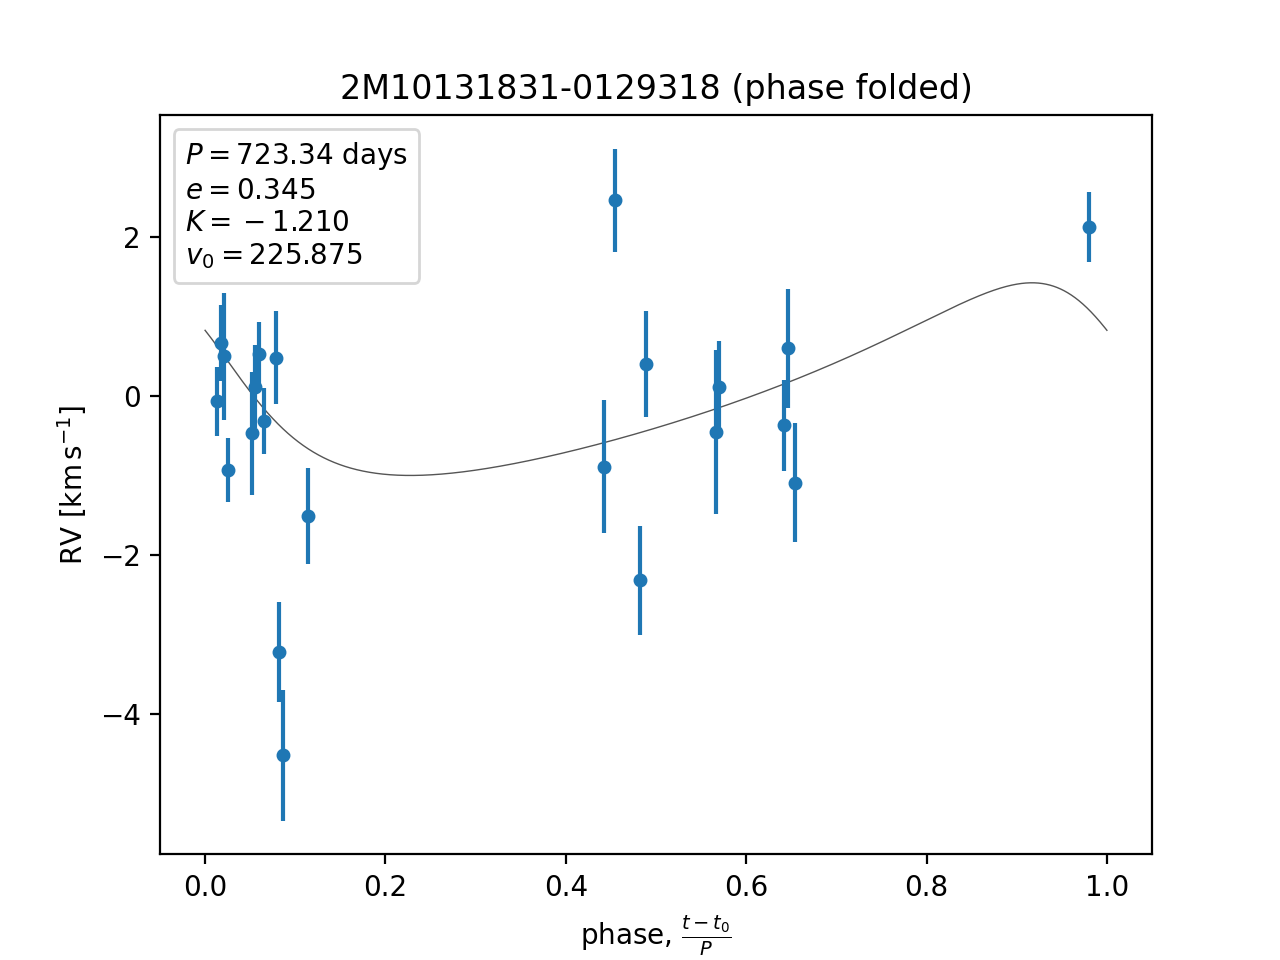 2M10131831-0129318 (phase folded)
P = 723.34 days
e = 0.345
K = −1.210
v₀ = 225.875
RV [km s⁻¹]
2
0
−2
−4
0.0 0.2 0.4 0.6 0.8 1.0
phase, (t − t₀)/P